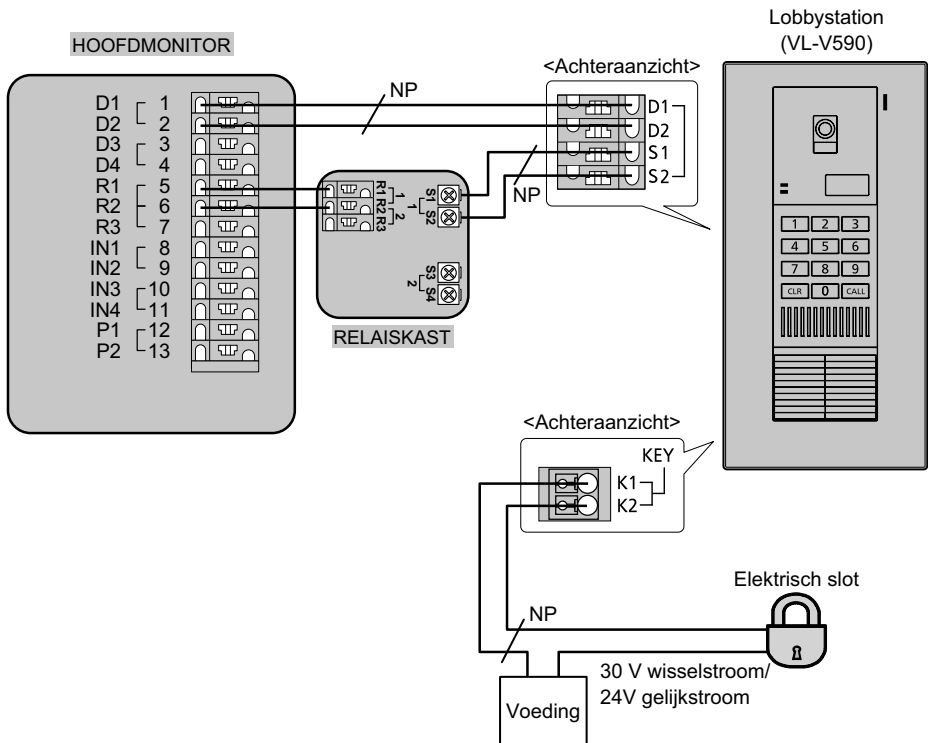 HOOFDMONITOR
D1 1
D2 2
D3 3
D4 4
R1 5
R2 6
R3 7
IN1 8
IN2 9
IN3 10
IN4 11
P1 12
P2 13
NP
R1
R2
R3
1
2
S1
S2
1
S3
S4
2
RELAISKAST
<Achteraanzicht>
D1
D2
S1
S2
NP
Lobbystation
(VL-V590)
1 2 3
4 5 6
7 8 9
CLR 0 CALL
<Achteraanzicht>
KEY
K1
K2
Elektrisch slot
NP
30 V wisselstroom/
24V gelijkstroom
Voeding